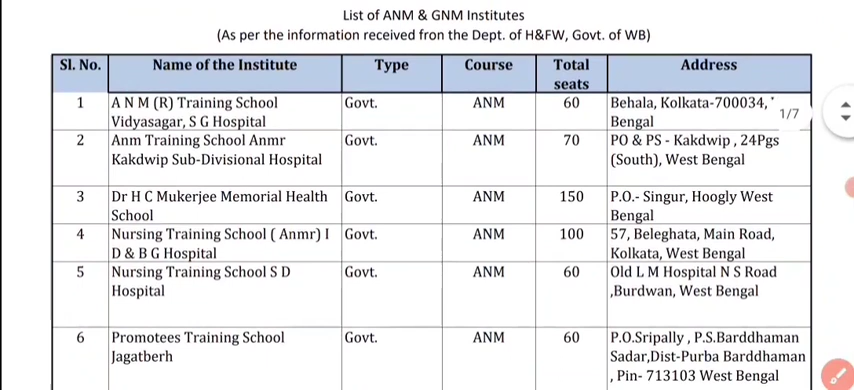 List of ANM & GNM Institutes
(As per the information received fron the Dept. of H&FW, Govt. of WB)
Sl. No. Name of the Institute Type Course Total seats Address
1 A N M (R) Training School Govt. ANM 60 Behala, Kolkata-700034,
Vidyasagar, S G Hospital Bengal
1/7
2 Anm Training School Anmr Govt. ANM 70 PO & PS - Kakdwip , 24Pgs
Kakdwip Sub-Divisional Hospital (South), West Bengal
3 Dr H C Mukerjee Memorial Health Govt. ANM 150 P.O.- Singur, Hoogly West
School Bengal
4 Nursing Training School ( Anmr) I Govt. ANM 100 57, Beleghata, Main Road,
D & B G Hospital Kolkata, West Bengal
5 Nursing Training School S D Govt. ANM 60 Old L M Hospital N S Road
Hospital ,Burdwan, West Bengal
6 Promotees Training School Govt. ANM 60 P.O.Sripally , P.S.Barddhaman
Jagatberh Sadar,Dist-Purba Barddhaman
, Pin- 713103 West Bengal